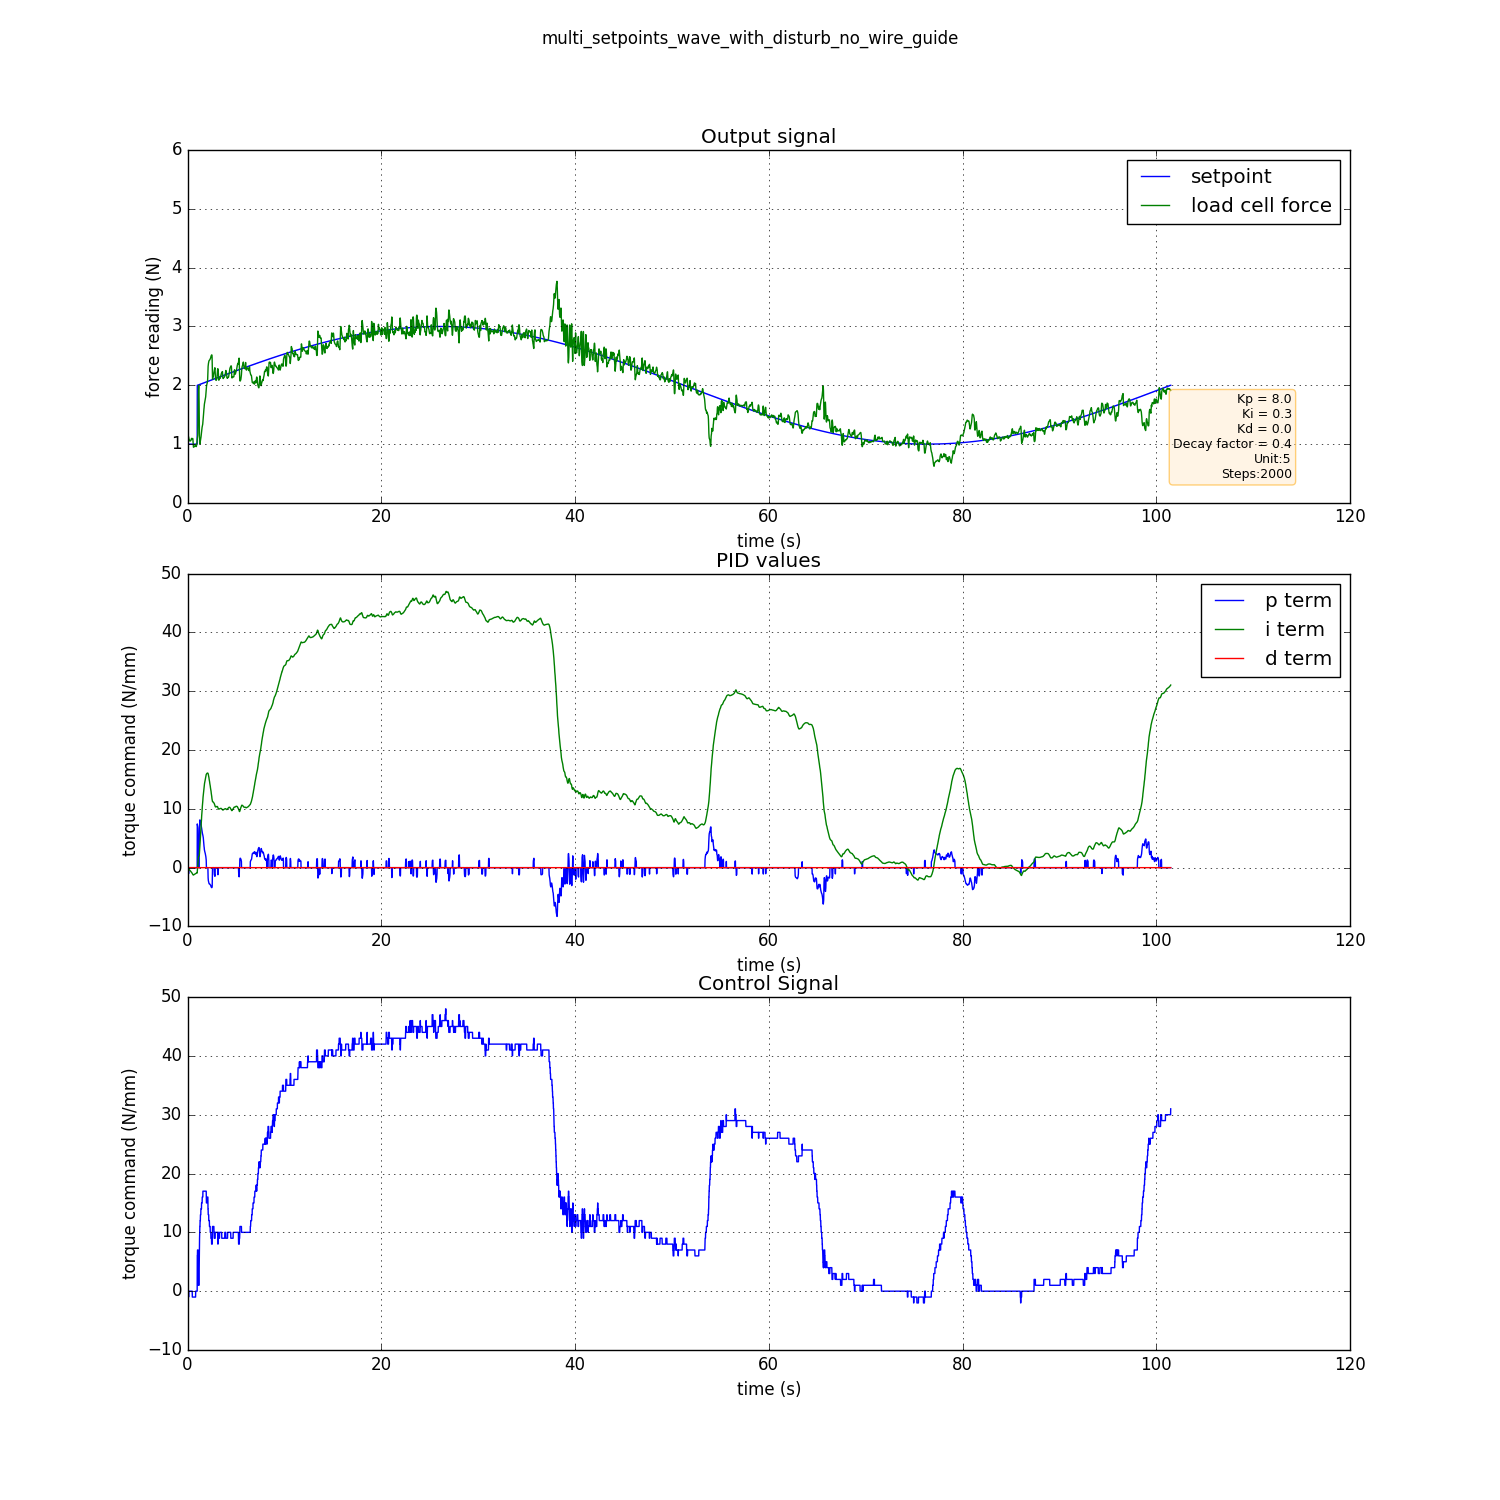 multi_setpoints_wave_with_disturb_no_wire_guide
Output signal
6
5
4
3
2
1
0
force reading (N)
setpoint
load cell force
Kp = 8.0
Ki = 0.3
Kd = 0.0
Decay factor = 0.4
Unit:5
Steps:2000
0 20 40 60 80 100 120
time (s)
PID values
50
40
30
20
10
0
−10
torque command (N/mm)
p term
i term
d term
0 20 40 60 80 100 120
time (s)
Control Signal
50
40
30
20
10
0
−10
torque command (N/mm)
0 20 40 60 80 100 120
time (s)